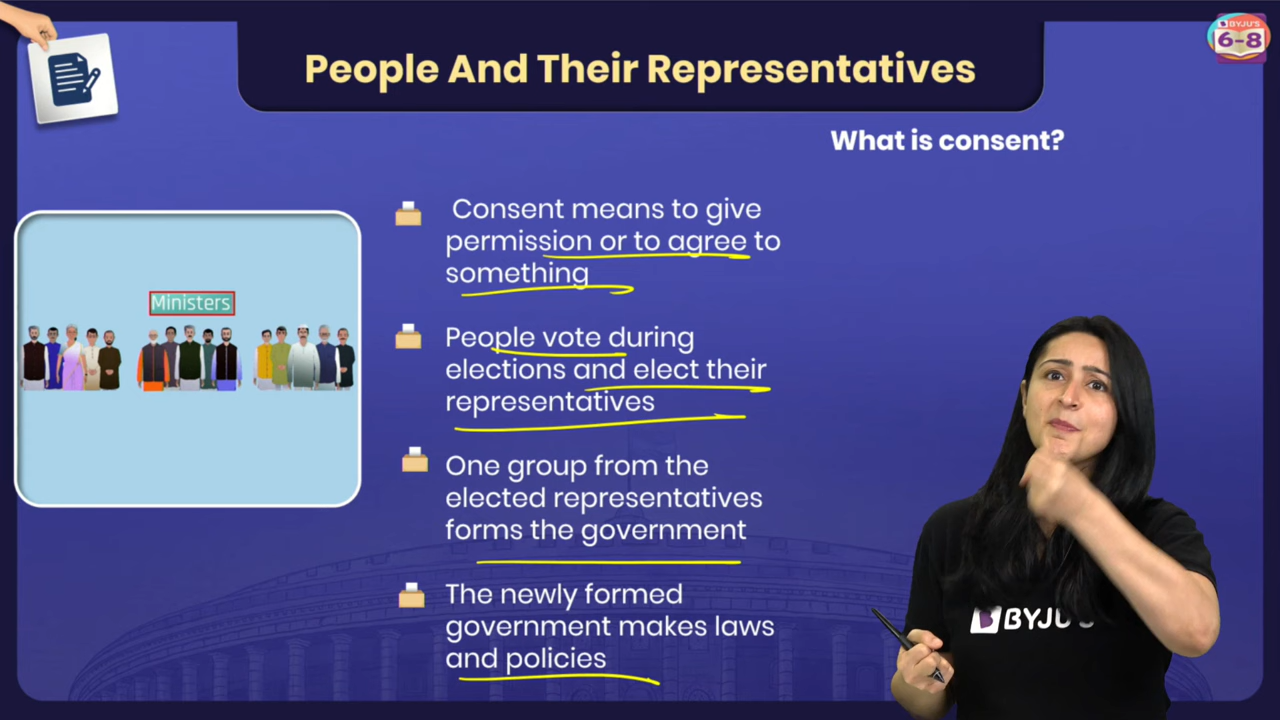 People And Their Representatives
BYJU'S
6-8
What is consent?
Ministers
Consent means to give
permission or to agree to
something
People vote during
elections and elect their
representatives
One group from the
elected representatives
forms the government
The newly formed
government makes laws
and policies
BYJU'S